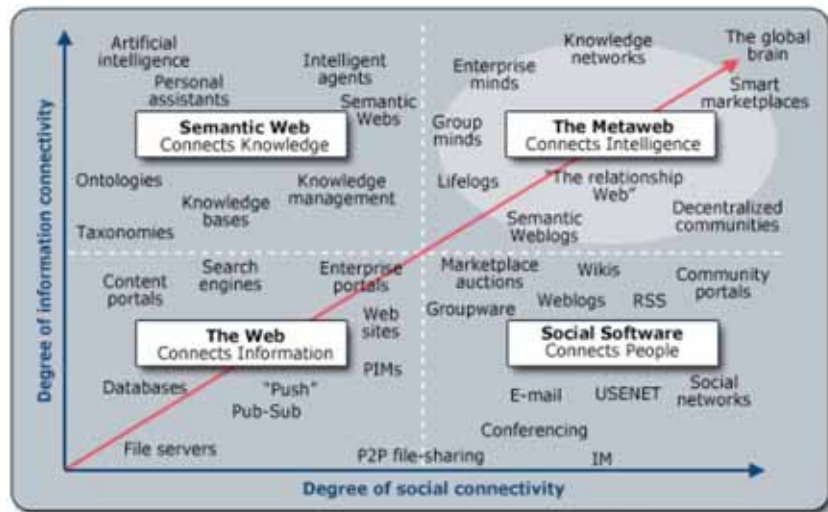 Artificial
intelligence
Personal
assistants
Intelligent
agents
Semantic
Webs
Semantic Web
Connects Knowledge
Ontologies
Knowledge
bases
Knowledge
management
Taxonomies
Knowledge
networks
Enterprise
minds
The global
brain
Smart
marketplaces
Group
minds
The Metaweb
Connects Intelligence
Lifelogs
"The relationship
Web"
Semantic
Weblogs
Decentralized
communities
Content
portals
Search
engines
Enterprise
portals
Web
sites
The Web
Connects Information
PIMs
Databases
"Push"
Pub-Sub
File servers
P2P file-sharing
Marketplace
auctions
Wikis
Community
portals
Groupware
Weblogs
RSS
Social Software
Connects People
E-mail
USENET
Social
networks
Conferencing
IM
Degree of information connectivity
Degree of social connectivity